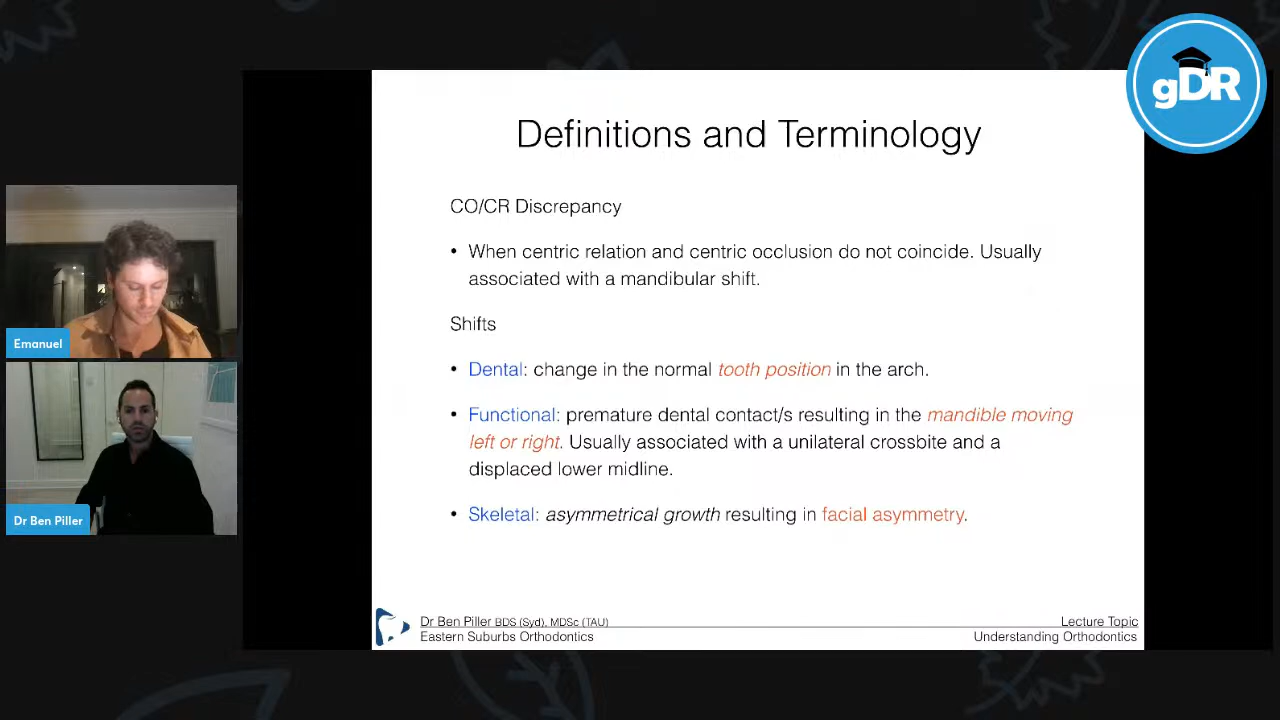 gDR
Definitions and Terminology
CO/CR Discrepancy
• When centric relation and centric occlusion do not coincide. Usually
associated with a mandibular shift.
Shifts
• Dental: change in the normal tooth position in the arch.
• Functional: premature dental contact/s resulting in the mandible moving
left or right. Usually associated with a unilateral crossbite and a
displaced lower midline.
• Skeletal: asymmetrical growth resulting in facial asymmetry.
Emanuel
Dr Ben Piller
Dr Ben Piller BDS (Syd), MDSc (TAU)
Eastern Suburbs Orthodontics
Lecture Topic
Understanding Orthodontics